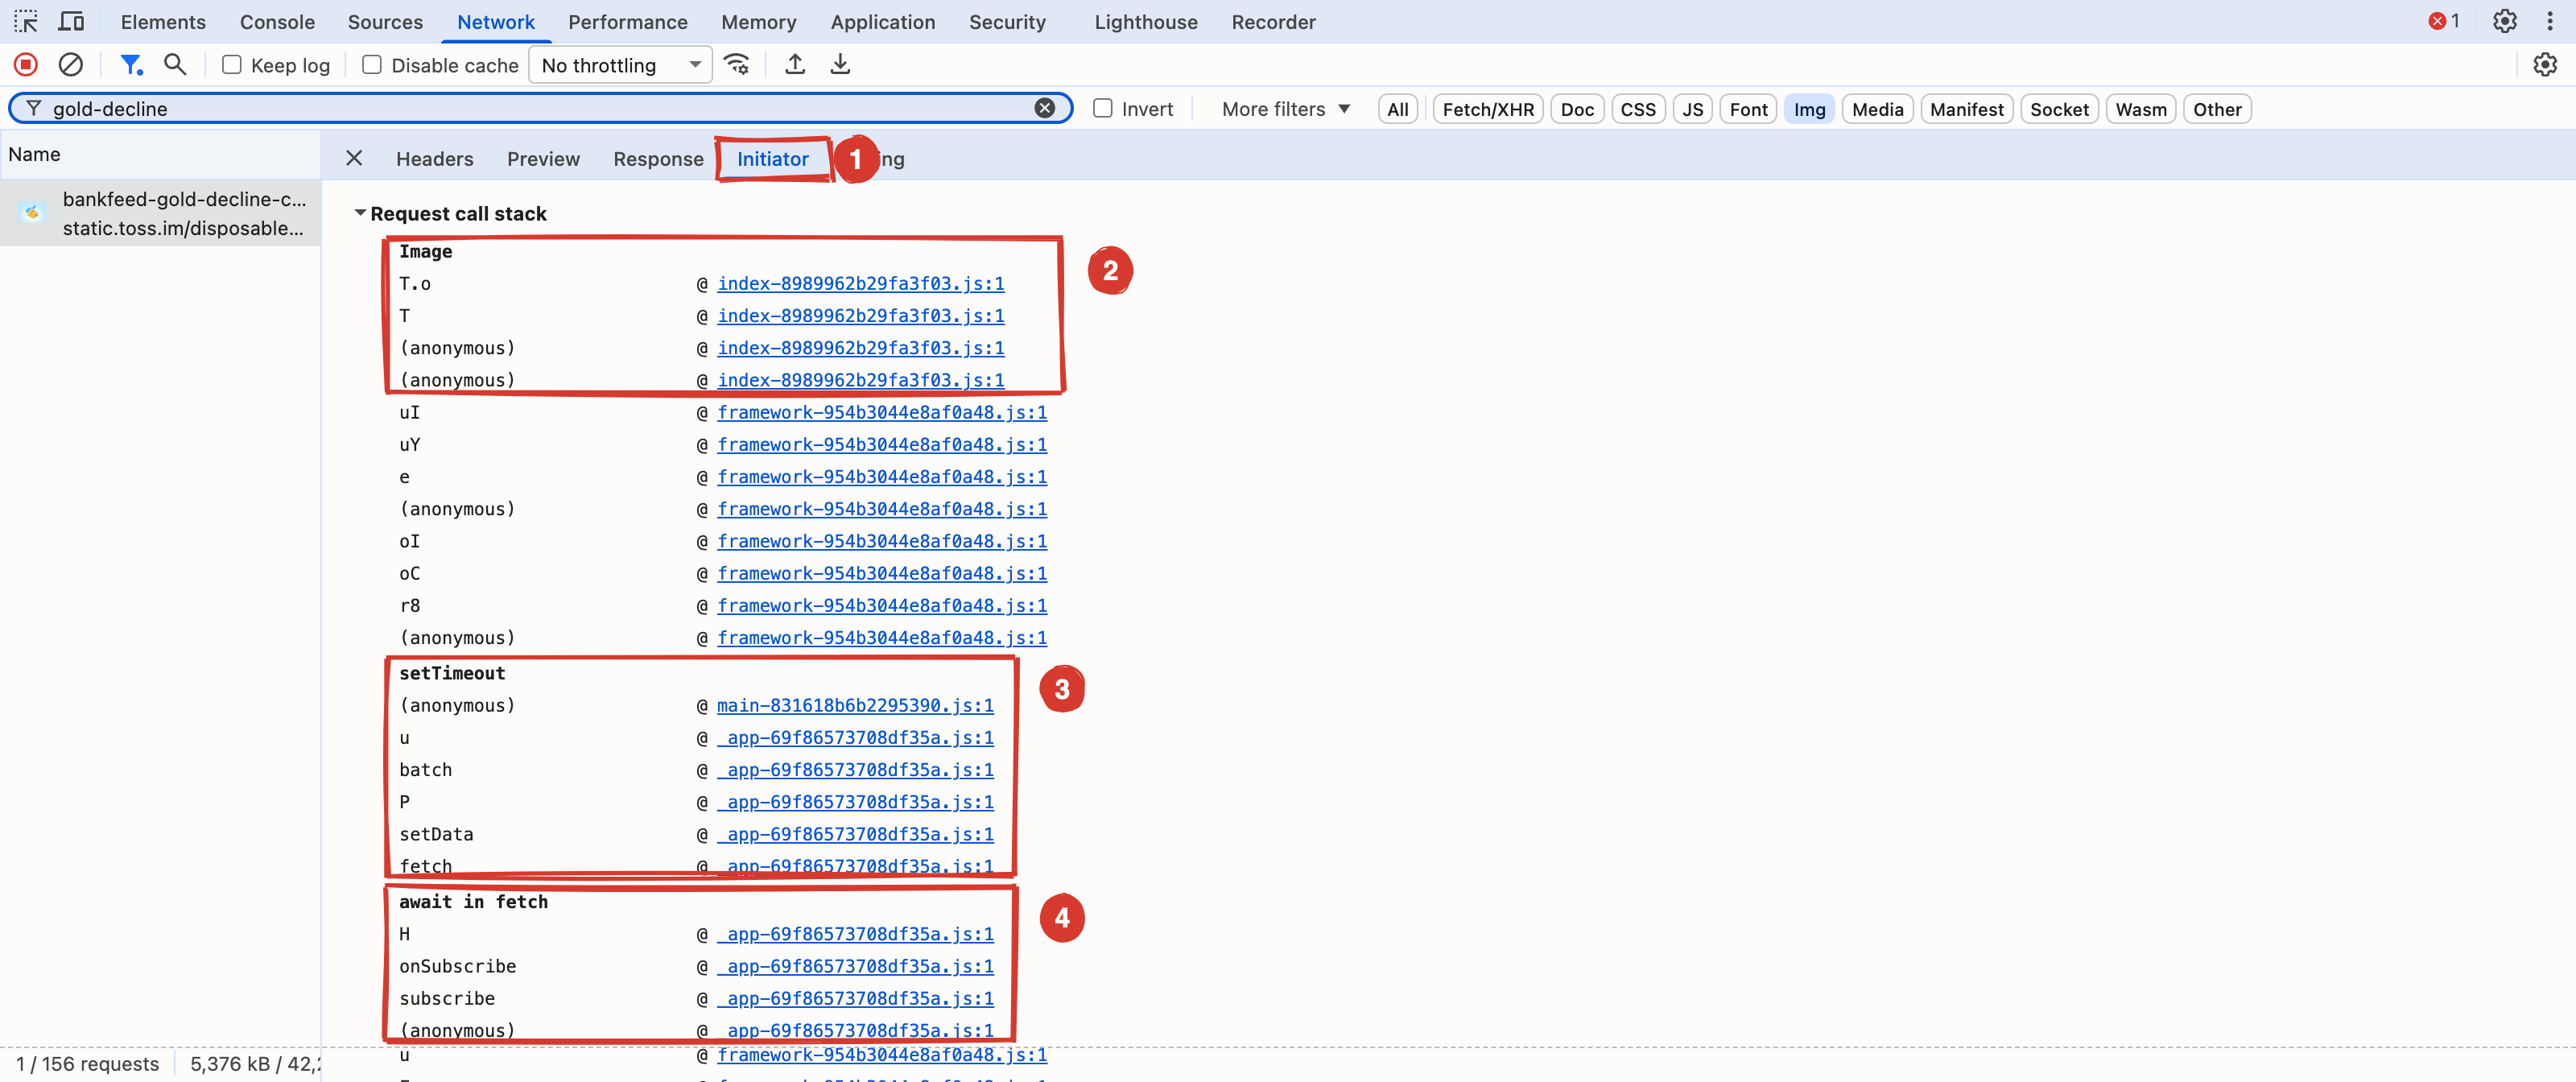 Elements Console Sources Network Performance Memory Application Security Lighthouse Recorder 1
Keep log Disable cache No throttling
gold-decline Invert More filters All Fetch/XHR Doc CSS JS Font Img Media Manifest Socket Wasm Other
Name
bankfeed-gold-decline-c...
static.toss.im/disposable...
Headers Preview Response Initiator 1 ng
Request call stack
Image
2
T.o @ index-8989962b29fa3f03.js:1
T @ index-8989962b29fa3f03.js:1
(anonymous) @ index-8989962b29fa3f03.js:1
(anonymous) @ index-8989962b29fa3f03.js:1
uI @ framework-954b3044e8af0a48.js:1
uY @ framework-954b3044e8af0a48.js:1
e @ framework-954b3044e8af0a48.js:1
(anonymous) @ framework-954b3044e8af0a48.js:1
oI @ framework-954b3044e8af0a48.js:1
oC @ framework-954b3044e8af0a48.js:1
r8 @ framework-954b3044e8af0a48.js:1
(anonymous) @ framework-954b3044e8af0a48.js:1
setTimeout
3
(anonymous) @ main-831618b6b2295390.js:1
u @ _app-69f86573708df35a.js:1
batch @ _app-69f86573708df35a.js:1
P @ _app-69f86573708df35a.js:1
setData @ _app-69f86573708df35a.js:1
fetch @ _app-69f86573708df35a.js:1
await in fetch
4
H @ _app-69f86573708df35a.js:1
onSubscribe @ _app-69f86573708df35a.js:1
subscribe @ _app-69f86573708df35a.js:1
(anonymous) @ _app-69f86573708df35a.js:1
u @ framework-954b3044e8af0a48.js:1
1 / 156 requests 5,376 kB / 42,